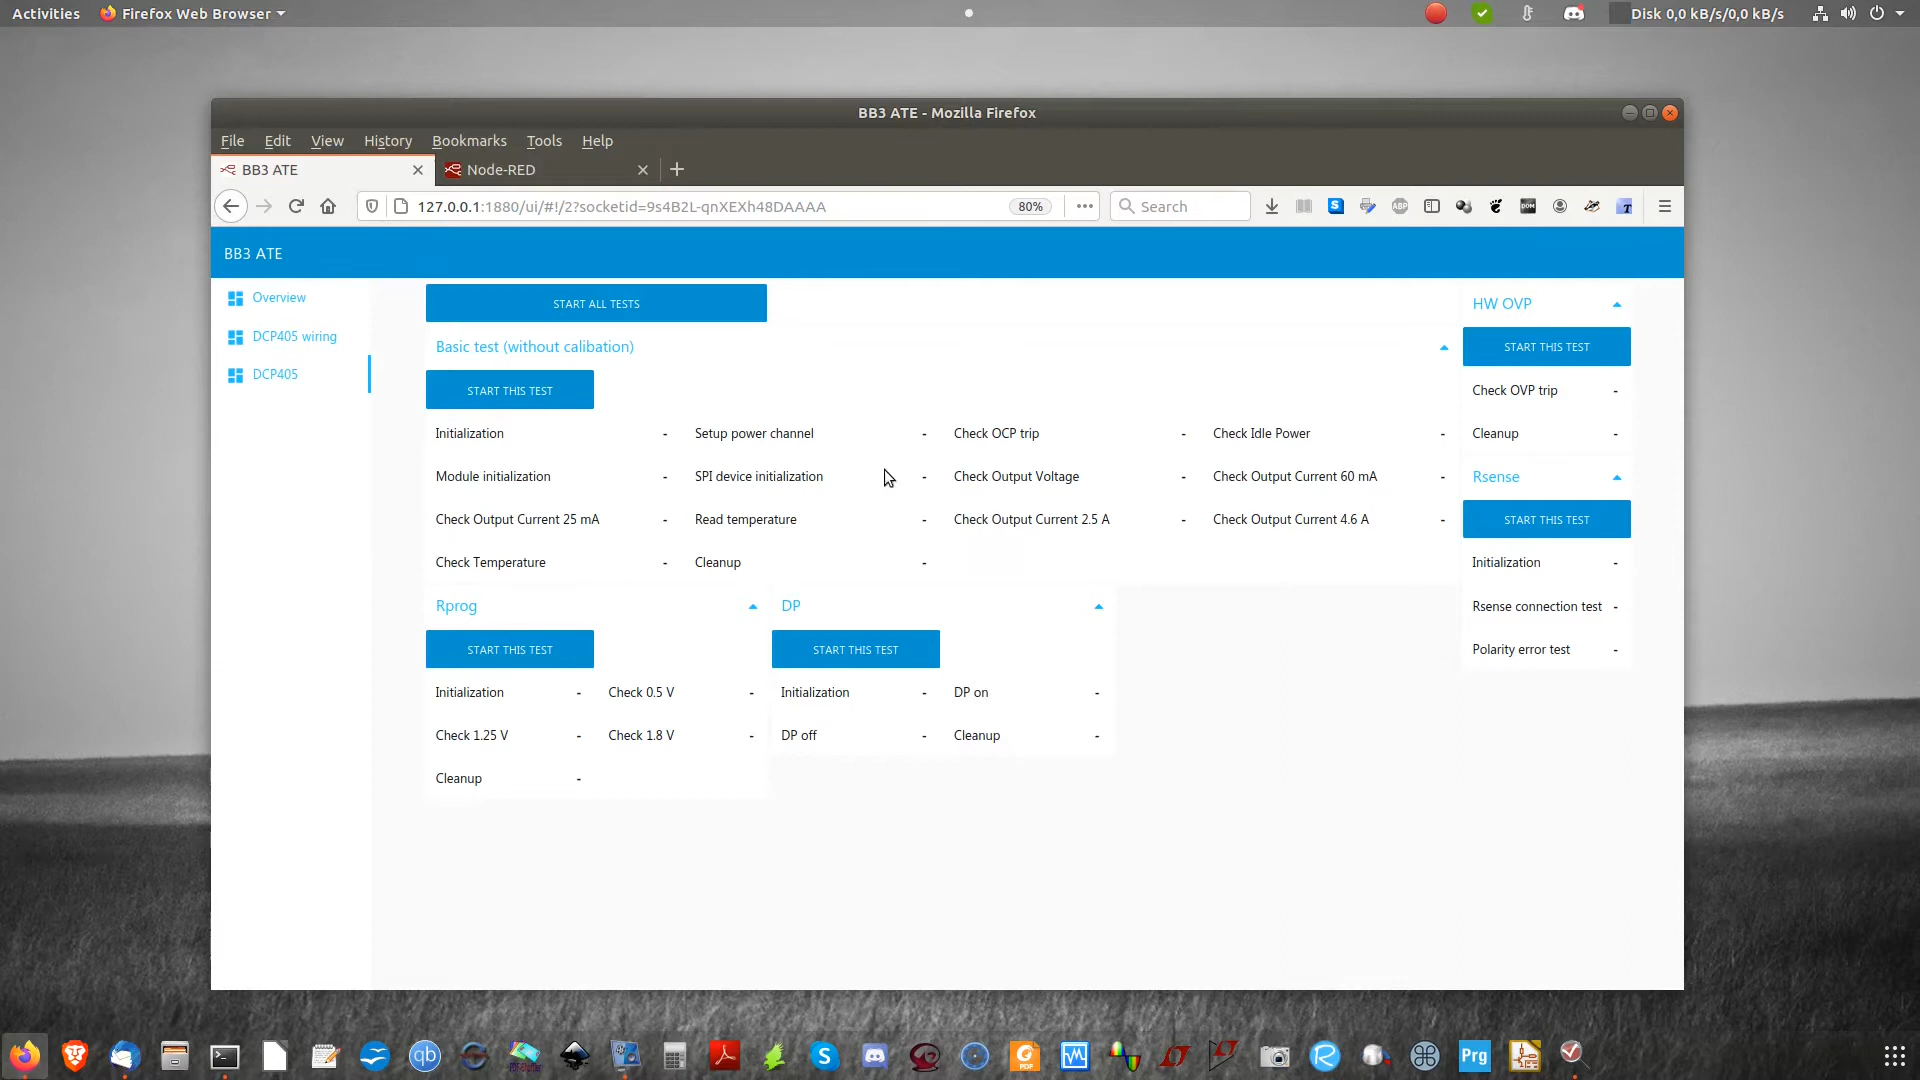 Activities Firefox Web Browser Disk 0,0 kB/s/0,0 kB/s
BB3 ATE - Mozilla Firefox
File Edit View History Bookmarks Tools Help
BB3 ATE Node-RED
127.0.0.1:1880/ui/#!/2?socketid=9s4B2L-qnXEXh48DAAAA 80% Search
BB3 ATE
Overview
DCP405 wiring
DCP405
START ALL TESTS
Basic test (without calibation)
START THIS TEST
Initialization - Setup power channel - Check OCP trip - Check Idle Power -
Module initialization - SPI device initialization - Check Output Voltage - Check Output Current 60 mA -
Check Output Current 25 mA - Read temperature - Check Output Current 2.5 A - Check Output Current 4.6 A -
Check Temperature - Cleanup -
Rprog
START THIS TEST
Initialization - Check 0.5 V -
Check 1.25 V - Check 1.8 V -
Cleanup -
DP
START THIS TEST
Initialization - DP on -
DP off - Cleanup -
HW OVP
START THIS TEST
Check OVP trip -
Cleanup -
Rsense
START THIS TEST
Initialization -
Rsense connection test -
Polarity error test -
qb
Prg